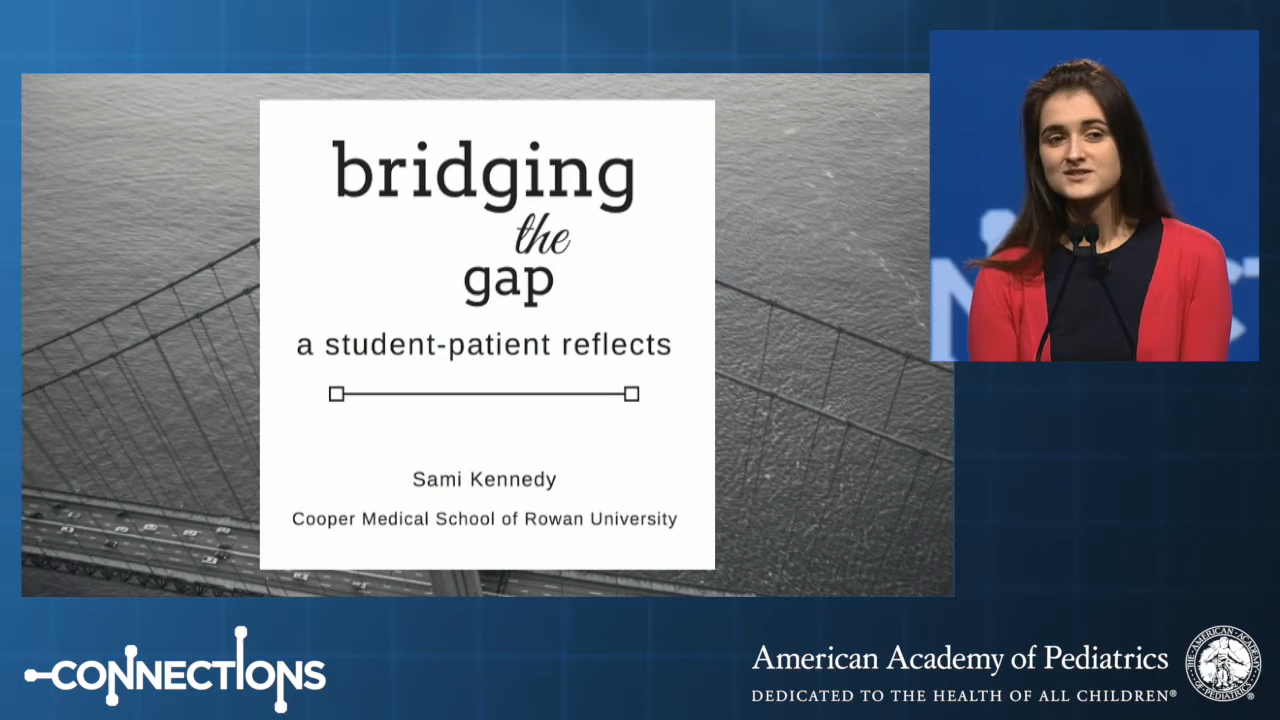 bridging
the
gap
a student-patient reflects
Sami Kennedy
Cooper Medical School of Rowan University
CONNECTIONS
American Academy of Pediatrics
DEDICATED TO THE HEALTH OF ALL CHILDREN®